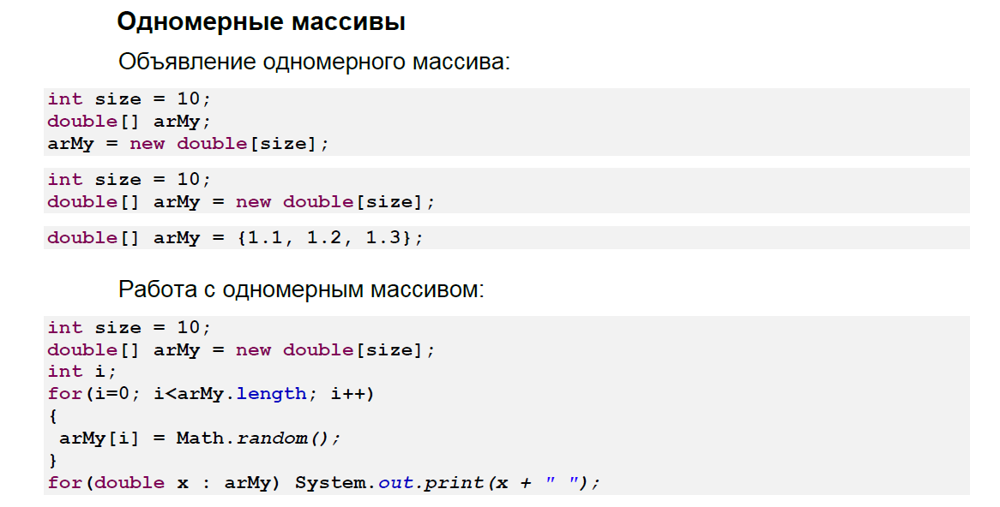 Одномерные массивы
Объявление одномерного массива:
int size = 10;
double[] arMy;
arMy = new double[size];
int size = 10;
double[] arMy = new double[size];
double[] arMy = {1.1, 1.2, 1.3};
Работа с одномерным массивом:
int size = 10;
double[] arMy = new double[size];
int i;
for(i=0; i<arMy.length; i++)
{
 arMy[i] = Math.random();
}
for(double x : arMy) System.out.print(x + " ");